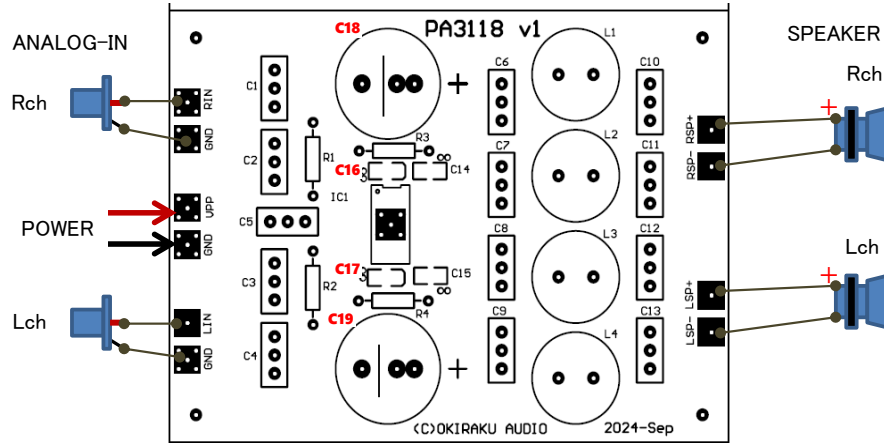 C18
PA3118 v1
L1
ANALOG-IN
SPEAKER
C6
C10
Rch
Rch
C1
RIN
+
+
RSP+
GND
R3
L2
C2
R1
C16
C14
C7
C11
RSP-
IC1
VPP
POWER
C5
GND
L3
C8
C12
Lch
C3
R2
C17
C15
+
LSP+
Lch
LIN
C19
R4
C9
C13
L4
LSP-
GND
C4
+
(C)OKIRAKU AUDIO
2024-Sep